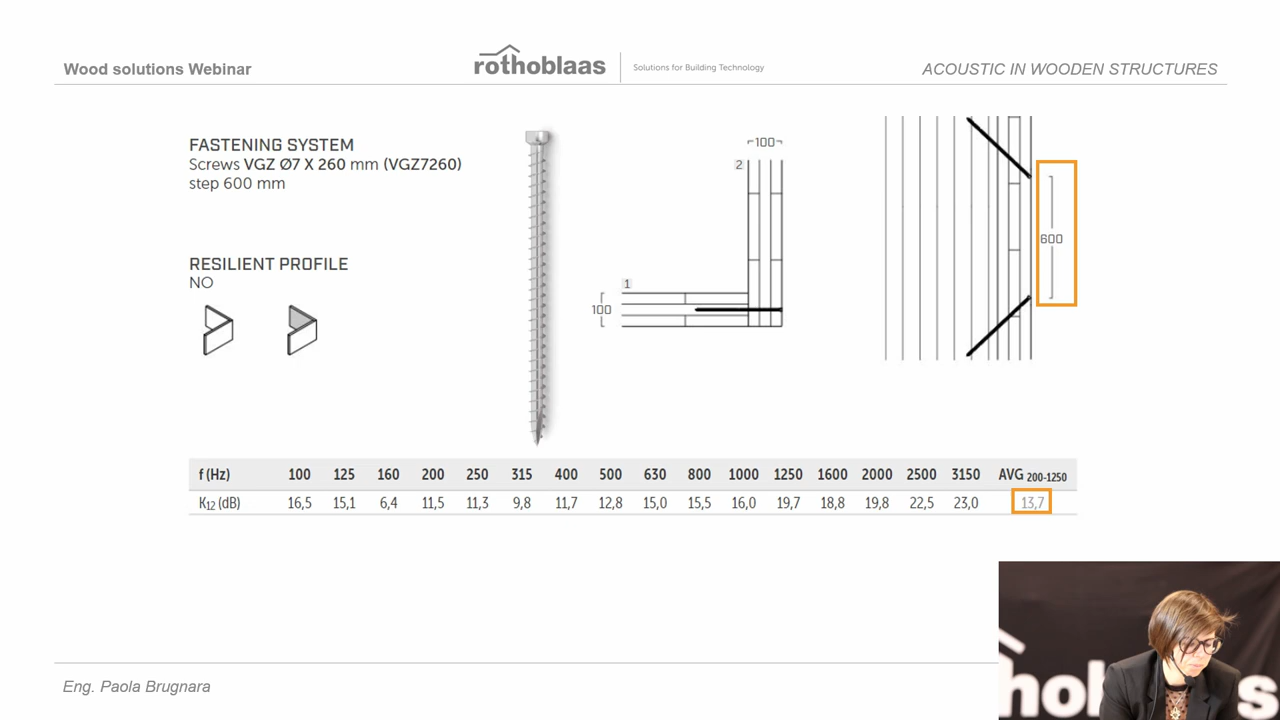 Wood solutions Webinar
rothoblaas
Solutions for Building Technology
ACOUSTIC IN WOODEN STRUCTURES
FASTENING SYSTEM
Screws VGZ Ø7 X 260 mm (VGZ7260)
step 600 mm
RESILIENT PROFILE
NO
100
2
1
100
600
f (Hz) 100 125 160 200 250 315 400 500 630 800 1000 1250 1600 2000 2500 3150 AVG 200-1250
K12 (dB) 16,5 15,1 6,4 11,5 11,3 9,8 11,7 12,8 15,0 15,5 16,0 19,7 18,8 19,8 22,5 23,0 13,7
Eng. Paola Brugnara